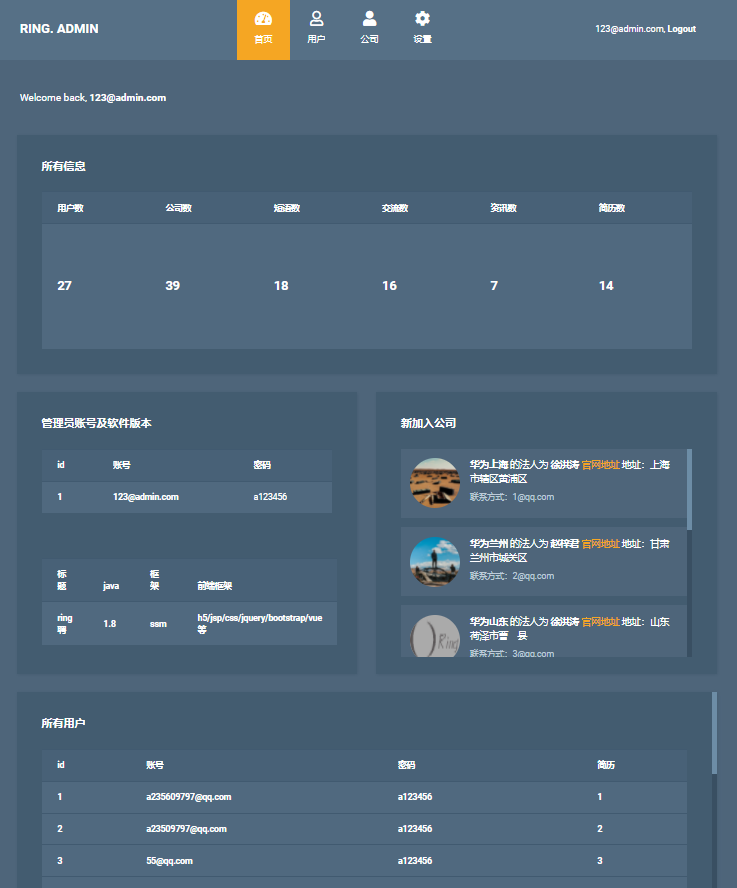 RING. ADMIN
首页
用户
公司
设置
123@admin.com, Logout
Welcome back, 123@admin.com
所有信息
用户数 公司数 短语数 交流数 资讯数 简历数
27 39 18 16 7 14
管理员账号及软件版本
id 账号 密码
1 123@admin.com a123456
标题 java 框架 前端框架
ring聘 1.8 ssm h5/jsp/css/jquery/bootstrap/vue等
新加入公司
华为上海 的法人为 徐洪涛 官网地址 地址：上海
市辖区黄浦区
联系方式：1@qq.com
华为兰州 的法人为 赵梓君 官网地址 地址：甘肃
兰州市城关区
联系方式：2@qq.com
Ring
华为山东 的法人为 徐洪涛 官网地址 地址：山东
菏泽市曹 县
联系方式：3@qq.com
所有用户
id 账号 密码 简历
1 a235609797@qq.com a123456 1
2 a23509797@qq.com a123456 2
3 55@qq.com a123456 3